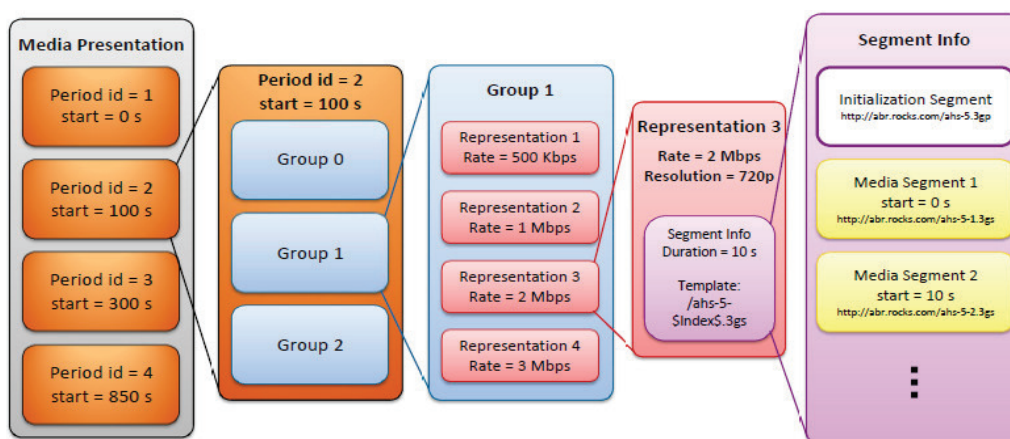 Media Presentation
Period id = 1
start = 0 s
Period id = 2
start = 100 s
Period id = 3
start = 300 s
Period id = 4
start = 850 s
Period id = 2
start = 100 s
Group 0
Group 1
Group 2
Group 1
Representation 1
Rate = 500 Kbps
Representation 2
Rate = 1 Mbps
Representation 3
Rate = 2 Mbps
Representation 4
Rate = 3 Mbps
Representation 3
Rate = 2 Mbps
Resolution = 720p
Segment Info
Duration = 10 s
Template:
/ahs-5-
$Index$.3gs
Segment Info
Initialization Segment
http://abr.rocks.com/ahs-5.3gp
Media Segment 1
start = 0s
http://abr.rocks.com/ahs-5-1.3gs
Media Segment 2
start = 10 s
http://abr.rocks.com/ahs-5-2.3gs